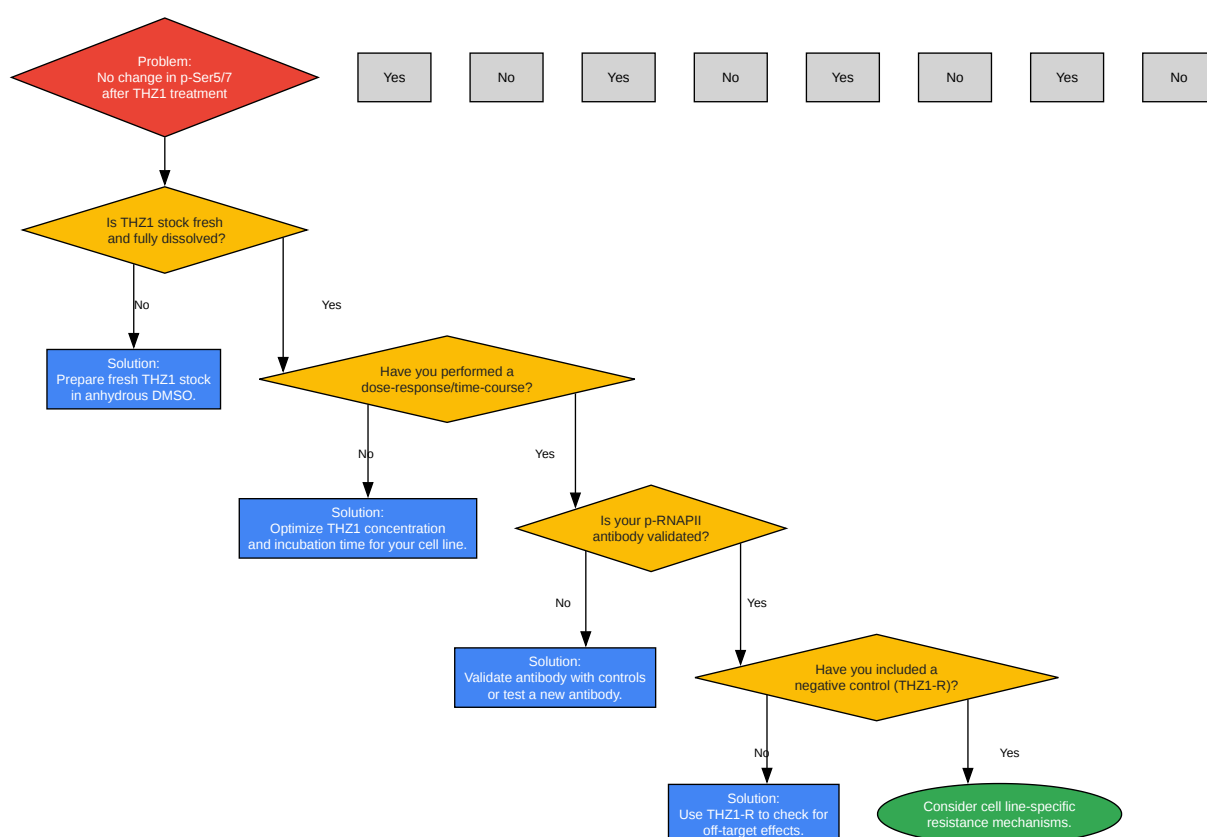 Problem:
No change in p-Ser5/7
after THZ1 treatment
Yes
No
Yes
No
Yes
No
Yes
No
Is THZ1 stock fresh
and fully dissolved?
No
Yes
Solution:
Prepare fresh THZ1 stock
in anhydrous DMSO.
Have you performed a
dose-response/time-course?
No
Yes
Solution:
Optimize THZ1 concentration
and incubation time for your cell line.
Is your p-RNAPII
antibody validated?
No
Yes
Solution:
Validate antibody with controls
or test a new antibody.
Have you included a
negative control (THZ1-R)?
No
Yes
Solution:
Use THZ1-R to check for
off-target effects.
Consider cell line-specific
resistance mechanisms.